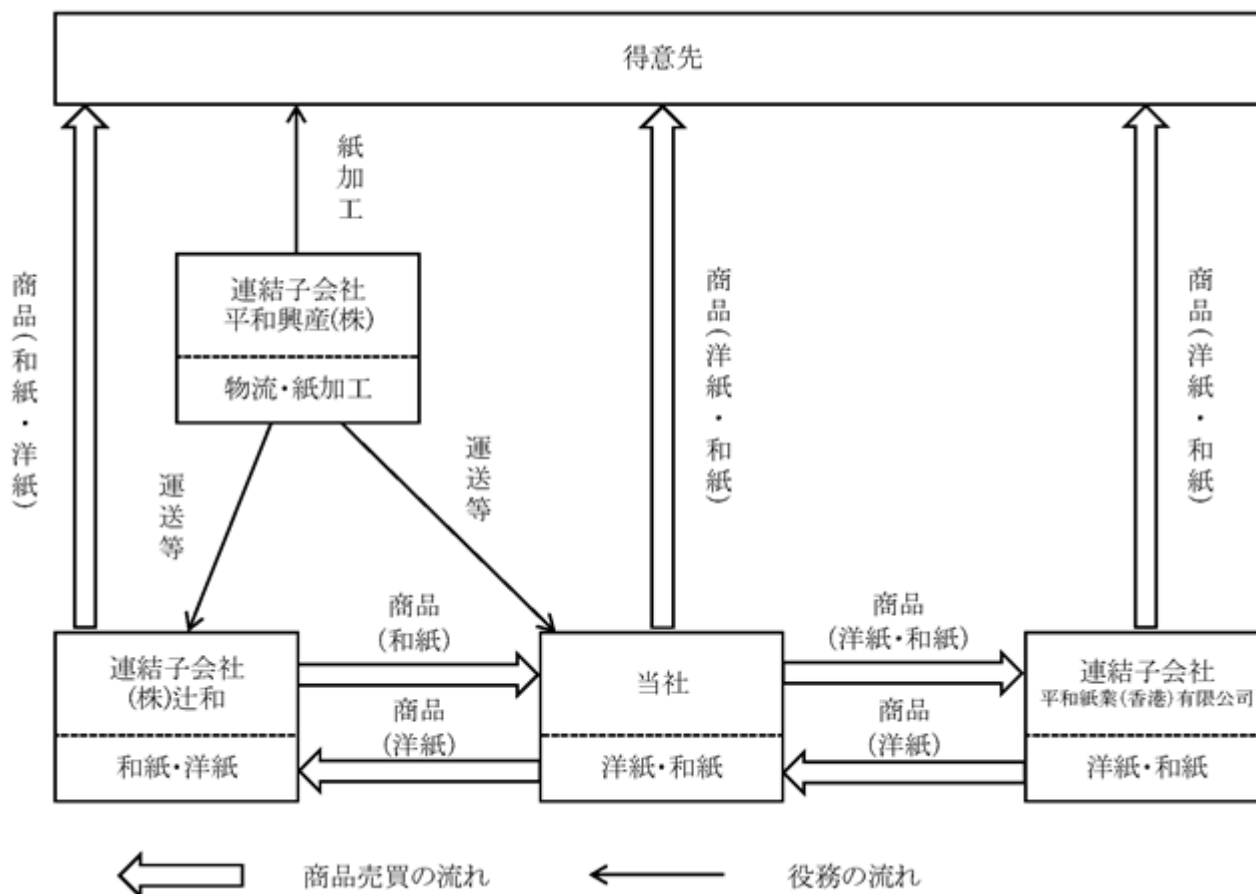 得意先
紙加工
連結子会社
平和興産(株)
物流・紙加工
商品(和紙・洋紙)
商品(洋紙・和紙)
商品(洋紙・和紙)
運送等
運送等
商品
(和紙)
商品
(洋紙・和紙)
連結子会社
(株)辻和
和紙・洋紙
商品
(洋紙)
当社
洋紙・和紙
商品
(洋紙)
連結子会社
平和紙業(香港)有限公司
洋紙・和紙
商品売買の流れ
役務の流れ